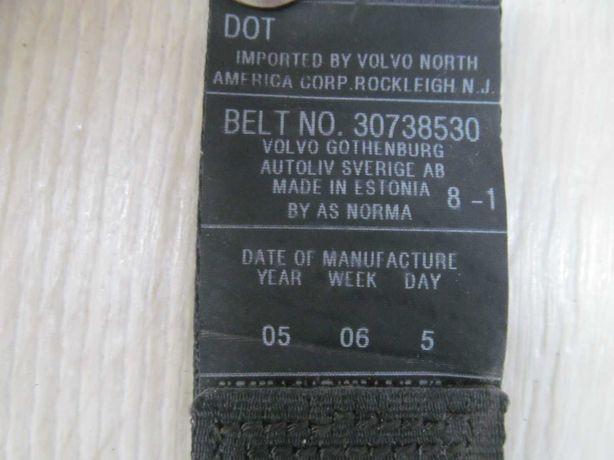 DOT
IMPORTED BY VOLVO NORTH
AMERICA CORP.ROCKLEIGH N.J.
BELT NO. 30738530
VOLVO GOTHENBURG
AUTOLIV SVERIGE AB
MADE IN ESTONIA 8 -1
BY AS NORMA
DATE OF MANUFACTURE
YEAR WEEK DAY
05 06 5